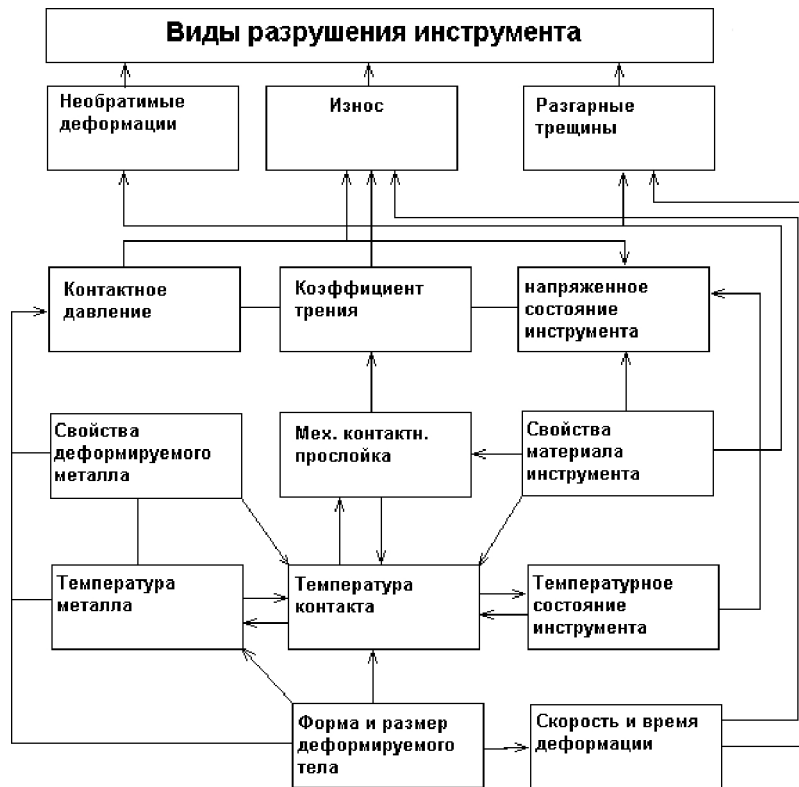 Виды разрушения инструмента
Необратимые
деформации
Износ
Разгарные
трещины
Контактное
давление
Коэффициент
трения
напряженное
состояние
инструмента
Свойства
деформируемого
металла
Мех. контактн.
прослойка
Свойства
материала
инструмента
Температура
металла
Температура
контакта
Температурное
состояние
инструмента
Форма и размер
деформируемого
тела
Скорость и время
деформации